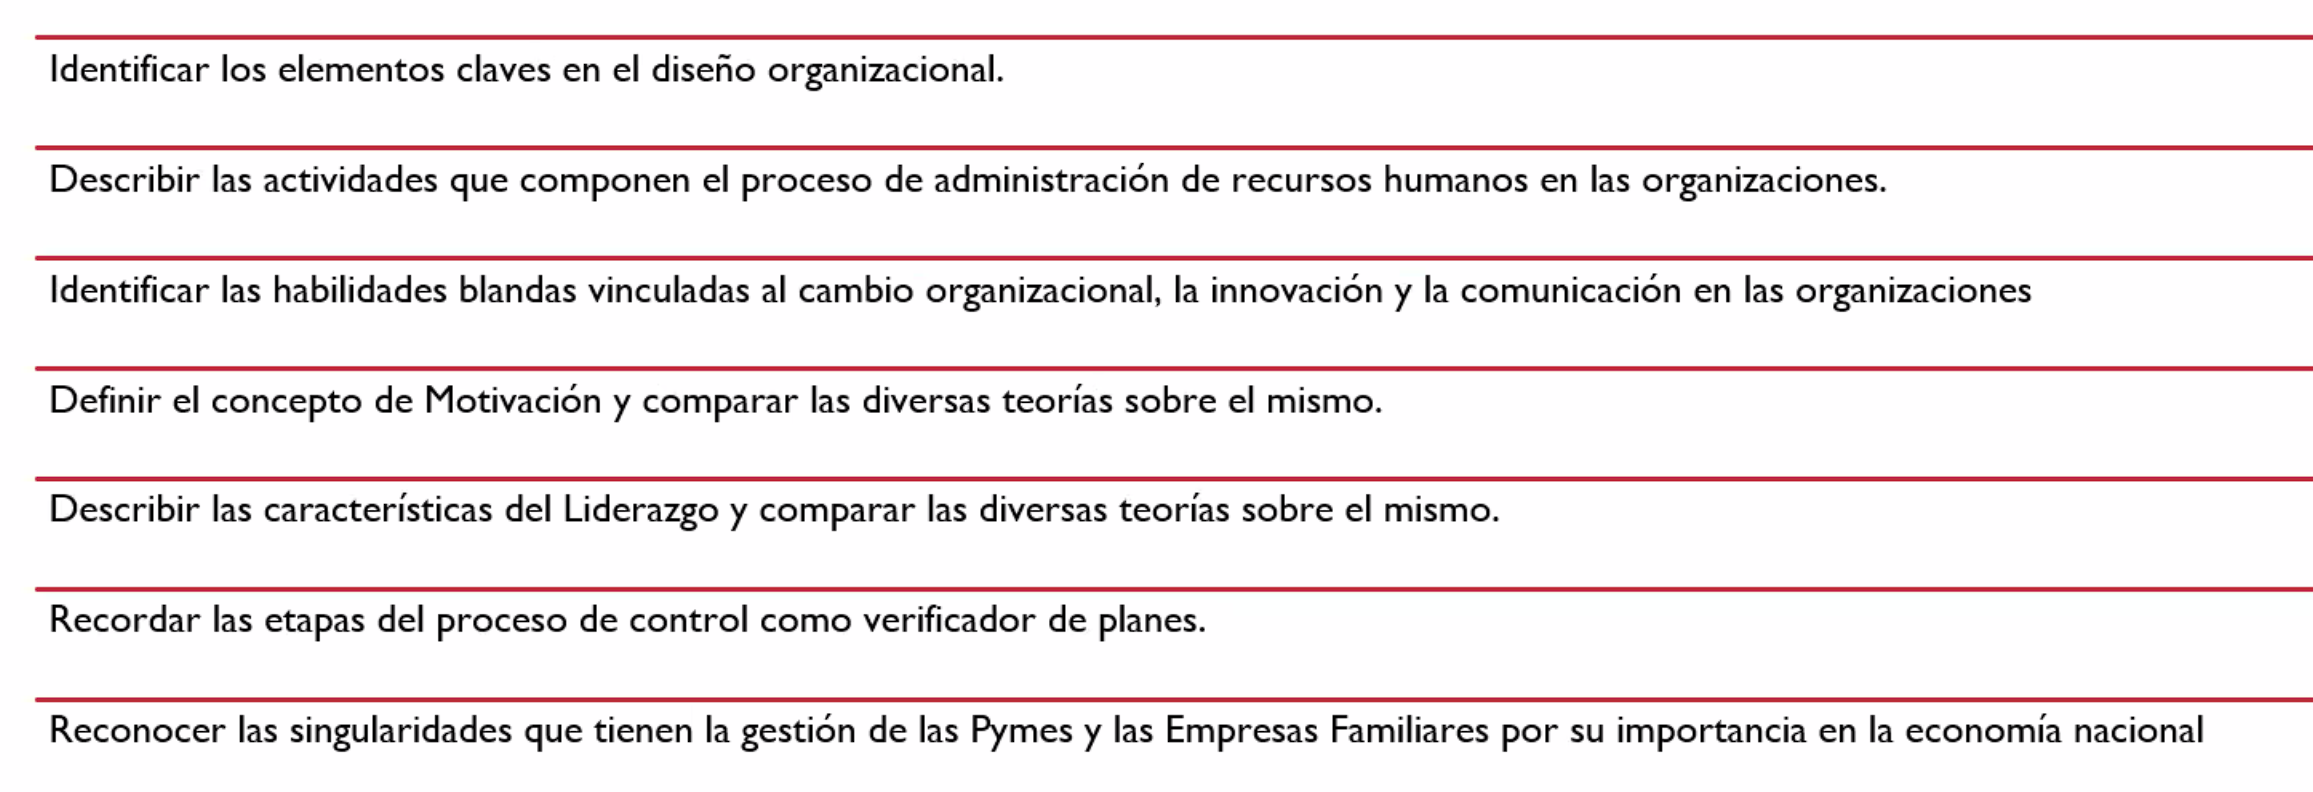 Identificar los elementos claves en el diseño organizacional.
Describir las actividades que componen el proceso de administración de recursos humanos en las organizaciones.
Identificar las habilidades blandas vinculadas al cambio organizacional, la innovación y la comunicación en las organizaciones
Definir el concepto de Motivación y comparar las diversas teorías sobre el mismo.
Describir las características del Liderazgo y comparar las diversas teorías sobre el mismo.
Recordar las etapas del proceso de control como verificador de planes.
Reconocer las singularidades que tienen la gestión de las Pymes y las Empresas Familiares por su importancia en la economía nacional